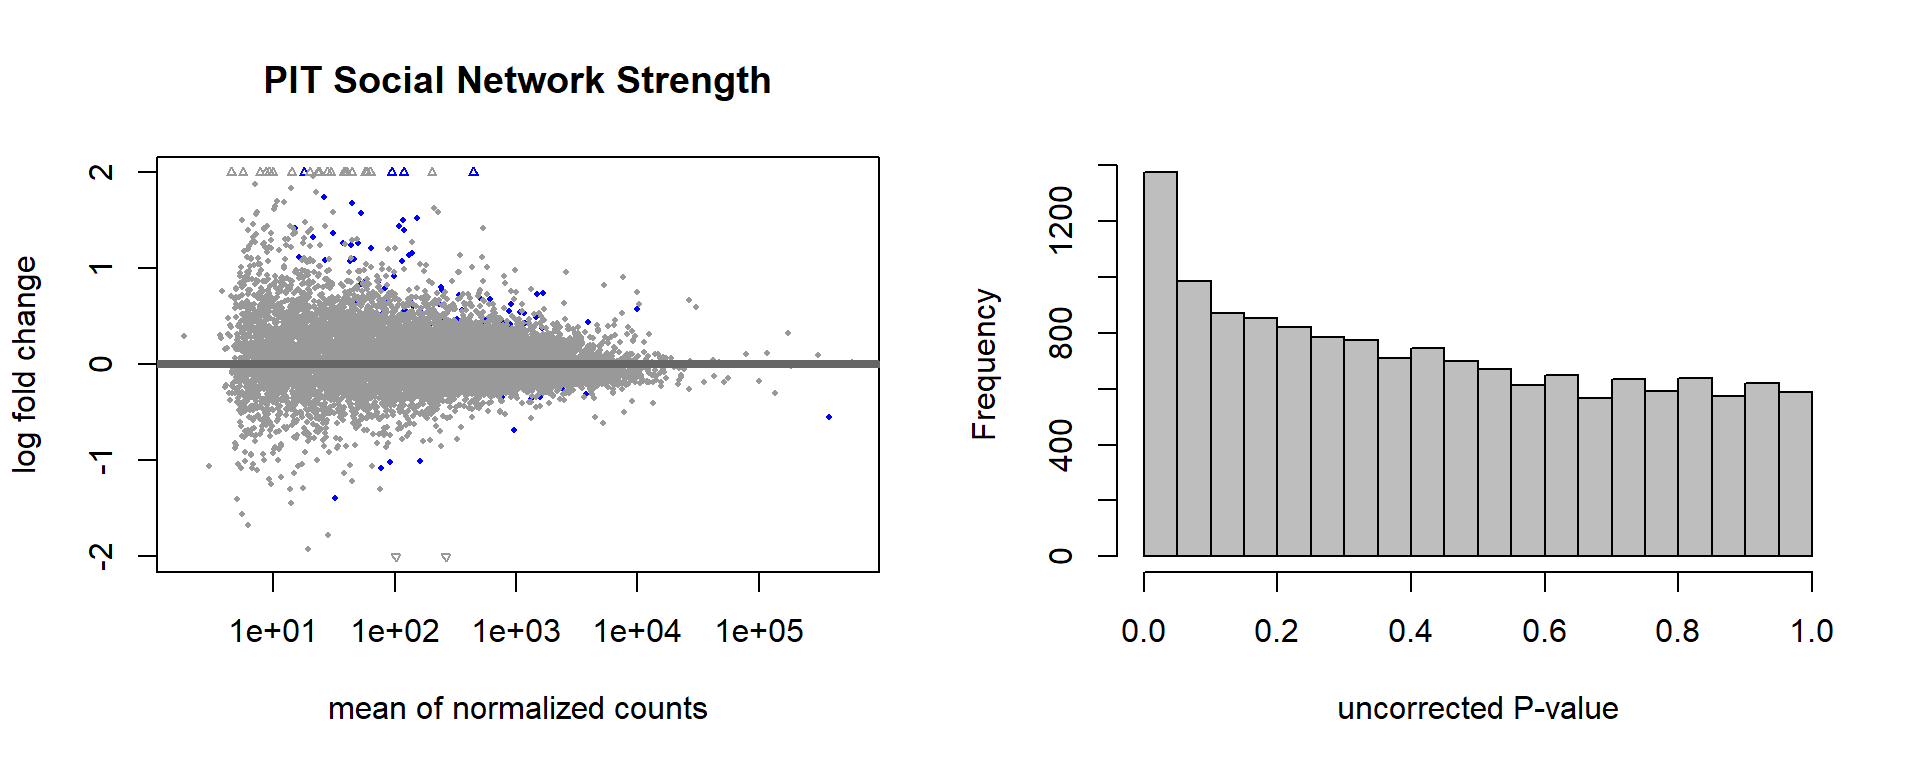 PIT Social Network Strength
log fold change
2
1
0
-1
-2
1e+01 1e+02 1e+03 1e+04 1e+05
mean of normalized counts
Frequency
1200
800
400
0
0.0 0.2 0.4 0.6 0.8 1.0
uncorrected P-value